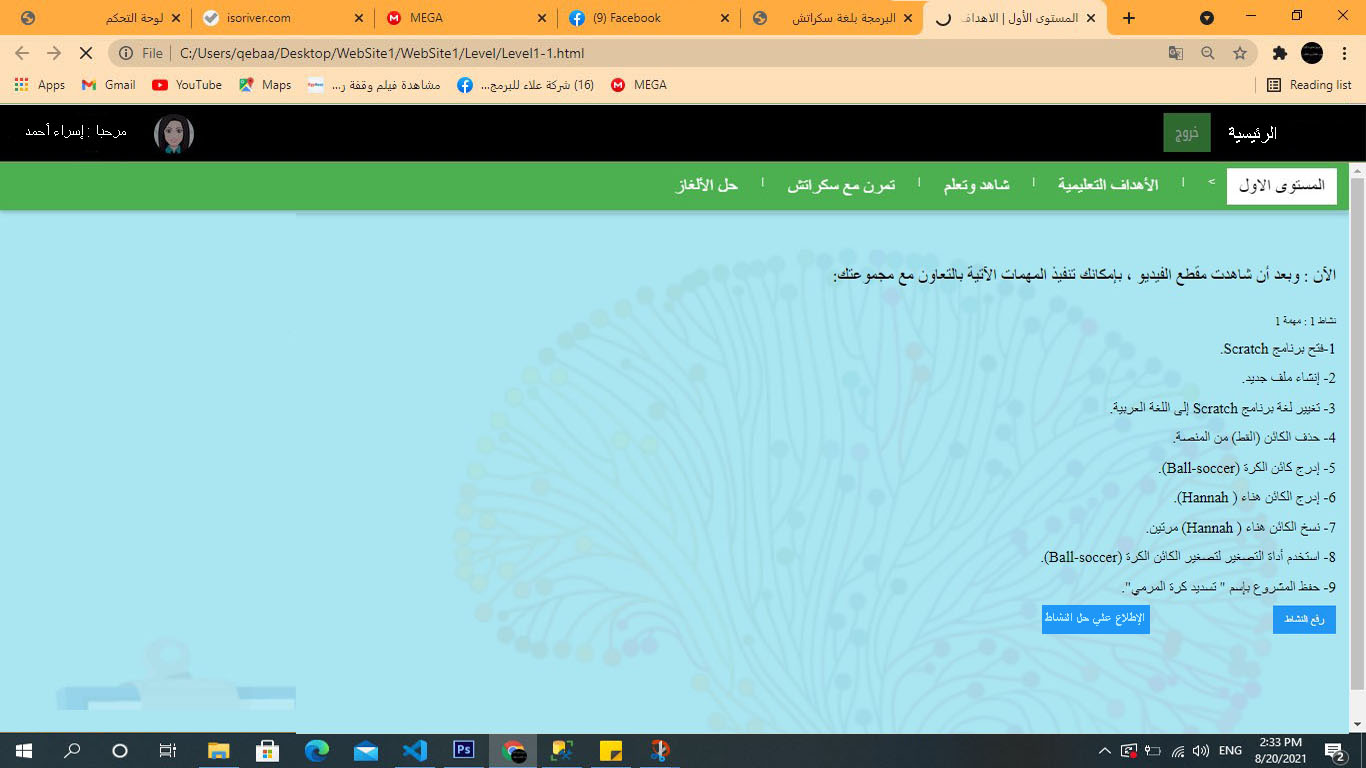 لوحة التحكم
isoriver.com
MEGA
(9) Facebook
البرمجة بلغة سكراتش
المستوى الأول | الاهداف
File C:/Users/qebaa/Desktop/WebSite1/WebSite1/Level/Level1-1.html
Apps Gmail YouTube Maps مشاهدة فيلم وقفة ر... (16) شركة علاء للبرمج... MEGA Reading list
الرئيسية خروج مرحبا : إسراء أحمد
المستوى الاول > | الأهداف التعليمية | شاهد وتعلم | تمرن مع سكراتش | حل الألغاز
الآن : وبعد أن شاهدت مقطع الفيديو ، بإمكانك تنفيذ المهمات الآتية بالتعاون مع مجموعتك:
نشاط 1 : مهمة 1
1-فتح برنامج Scratch.
2- إنشاء ملف جديد.
3- تغيير لغة برنامج Scratch إلى اللغة العربية.
4- حذف الكائن (القط) من المنصة.
5- إدرج كائن الكرة (Ball-soccer).
6- إدرج الكائن هناء ( Hannah).
7- نسخ الكائن هناء ( Hannah) مرتين.
8- استخدم أداة التصغير لتصغير الكائن الكرة (Ball-soccer).
9- حفظ المشروع بإسم " تسديد كرة المرمي".
رفع النشاط الإطلاع علي حل النشاط
ENG 2:33 PM
8/20/2021
2